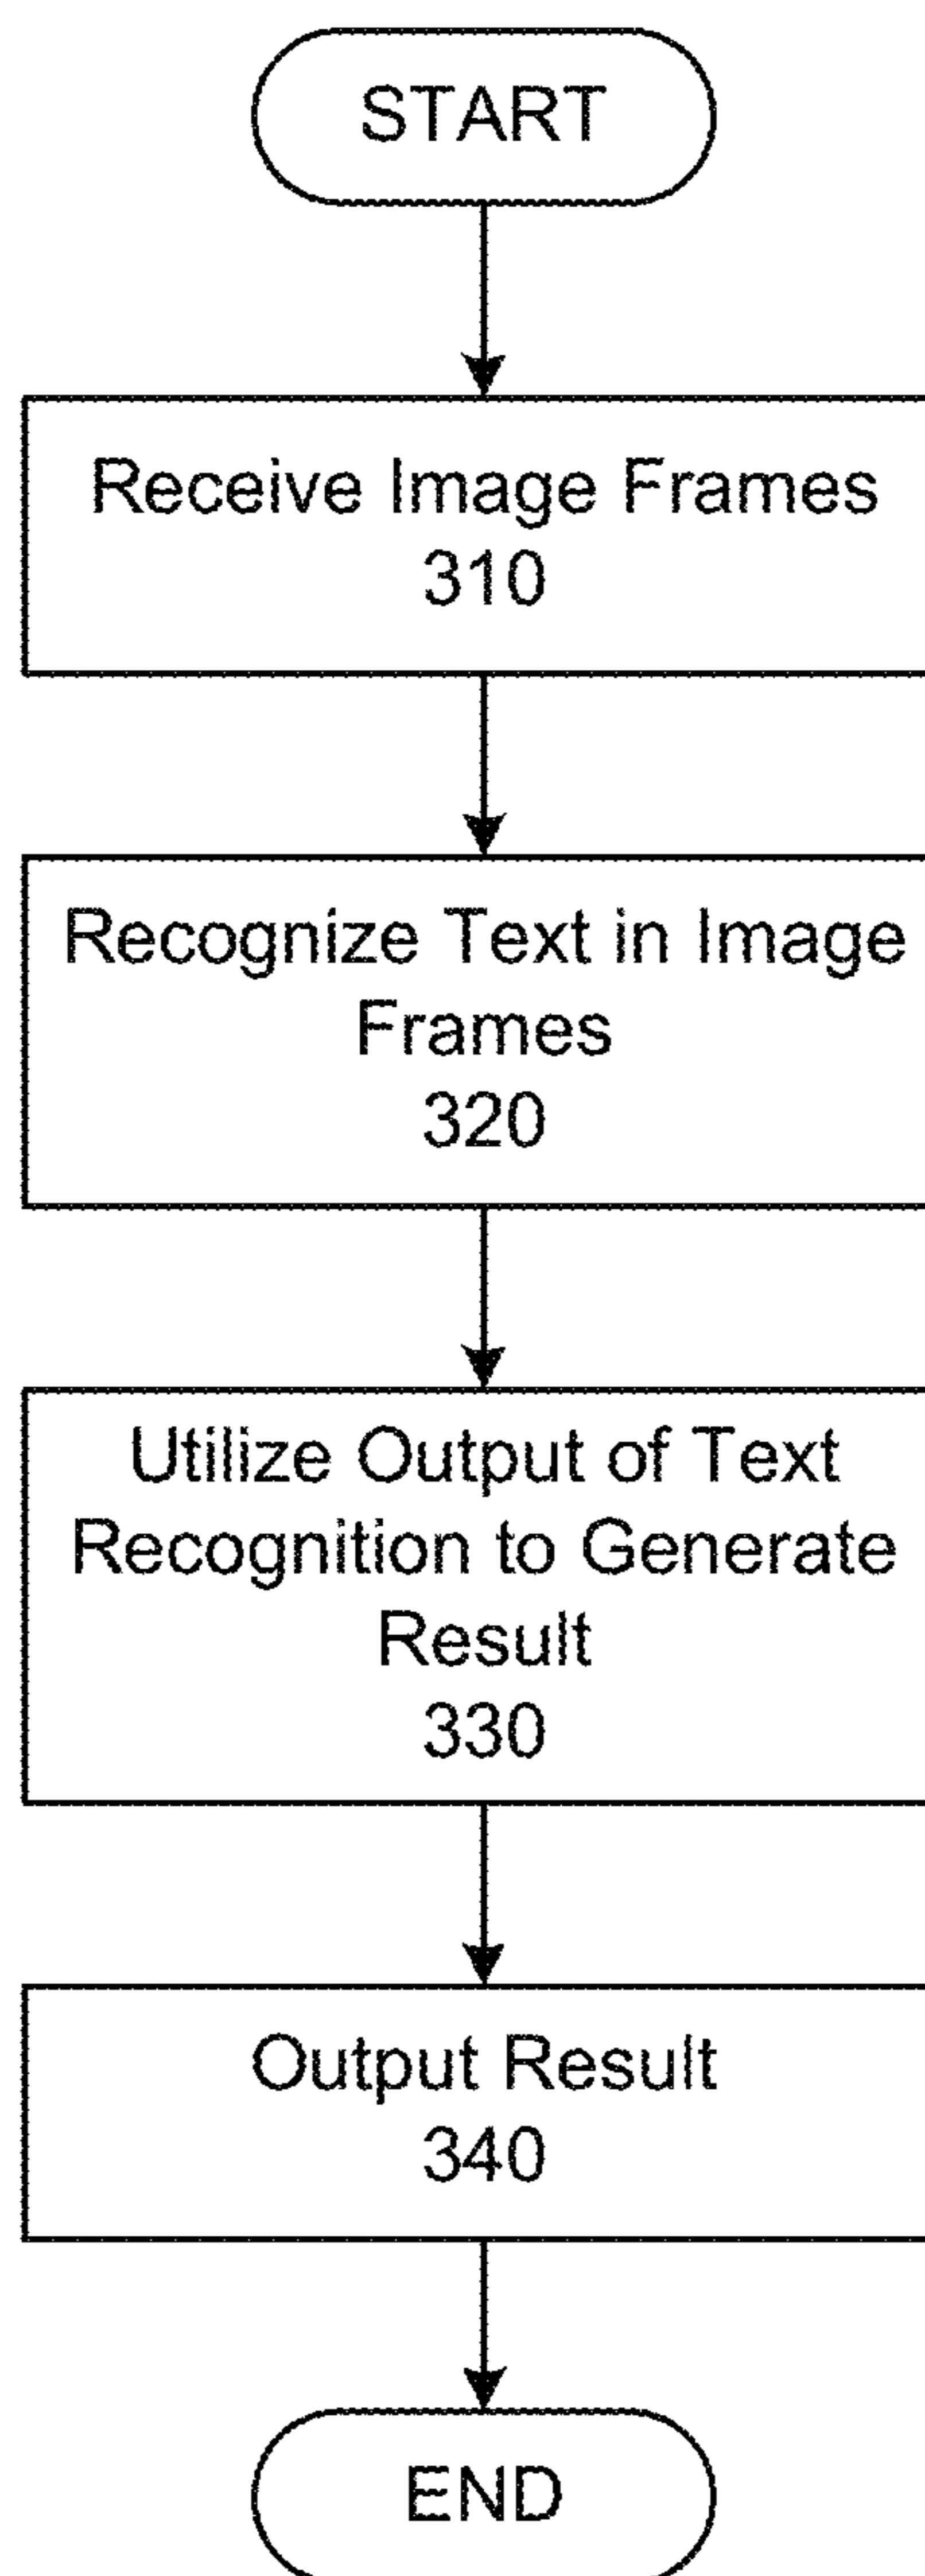 START
Receive Image Frames
310
Recognize Text in Image
Frames
320
Utilize Output of Text
Recognition to Generate
Result
330
Output Result
340
END